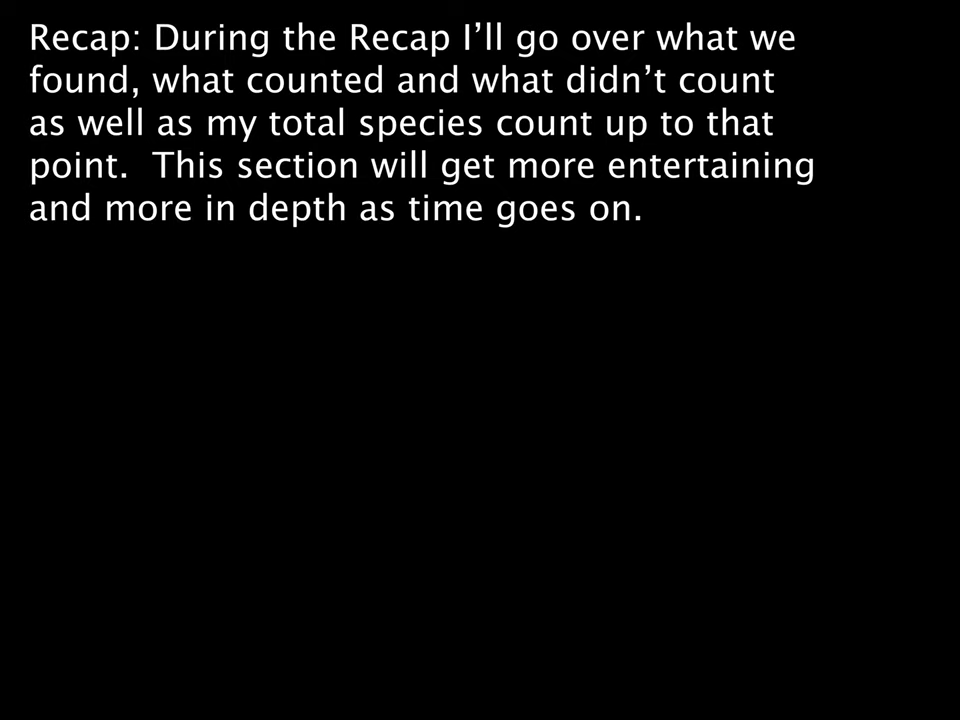 Recap: During the Recap I’ll go over what we
found, what counted and what didn’t count
as well as my total species count up to that
point.  This section will get more entertaining
and more in depth as time goes on.